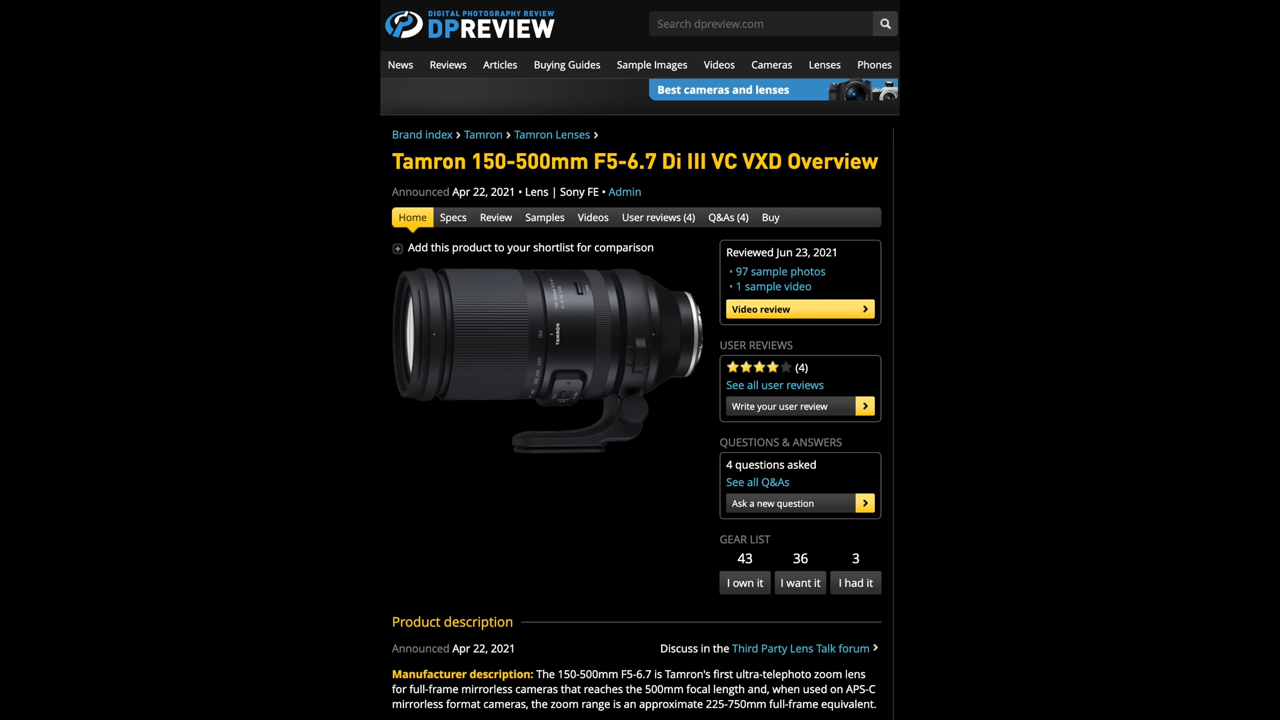 DIGITAL PHOTOGRAPHY REVIEW
DPREVIEW
Search dpreview.com
News Reviews Articles Buying Guides Sample Images Videos Cameras Lenses Phones
Best cameras and lenses
Brand index › Tamron › Tamron Lenses ›
Tamron 150-500mm F5-6.7 Di III VC VXD Overview
Announced Apr 22, 2021 • Lens | Sony FE • Admin
Home Specs Review Samples Videos User reviews (4) Q&As (4) Buy
Add this product to your shortlist for comparison
TAMRON
Reviewed Jun 23, 2021
• 97 sample photos
• 1 sample video
Video review
USER REVIEWS
(4)
See all user reviews
Write your user review
QUESTIONS & ANSWERS
4 questions asked
See all Q&As
Ask a new question
GEAR LIST
43 36 3
I own it I want it I had it
Product description
Announced Apr 22, 2021
Discuss in the Third Party Lens Talk forum ›
Manufacturer description: The 150-500mm F5-6.7 is Tamron's first ultra-telephoto zoom lens
for full-frame mirrorless cameras that reaches the 500mm focal length and, when used on APS-C
mirrorless format cameras, the zoom range is an approximate 225-750mm full-frame equivalent.